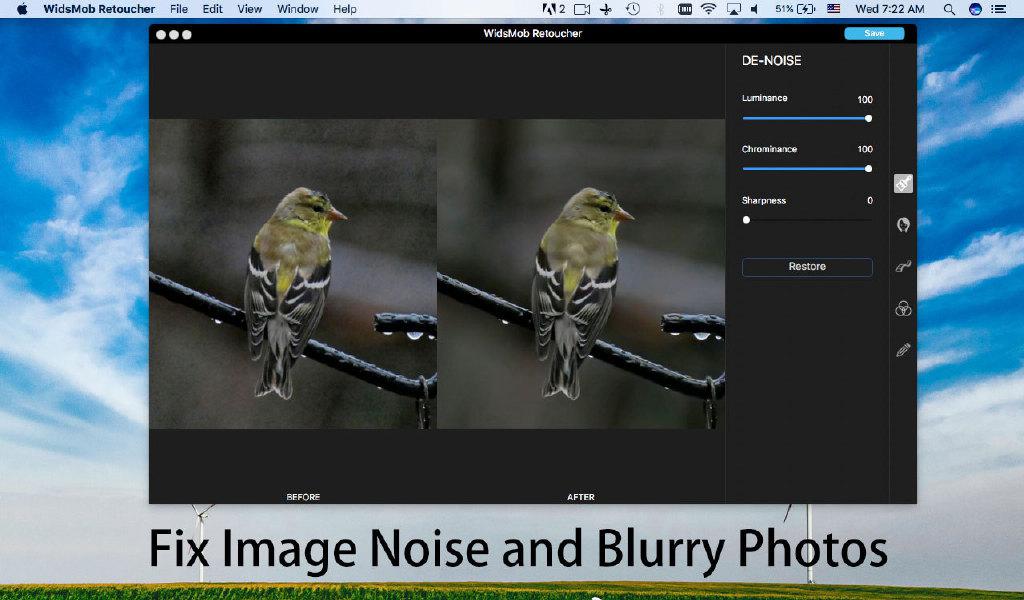 WidsMob Retoucher File Edit View Window Help 2 51% Wed 7:22 AM
WidsMob Retoucher Save
DE-NOISE
Luminance 100
Chrominance 100
Sharpness 0
Restore
BEFORE AFTER
Fix Image Noise and Blurry Photos